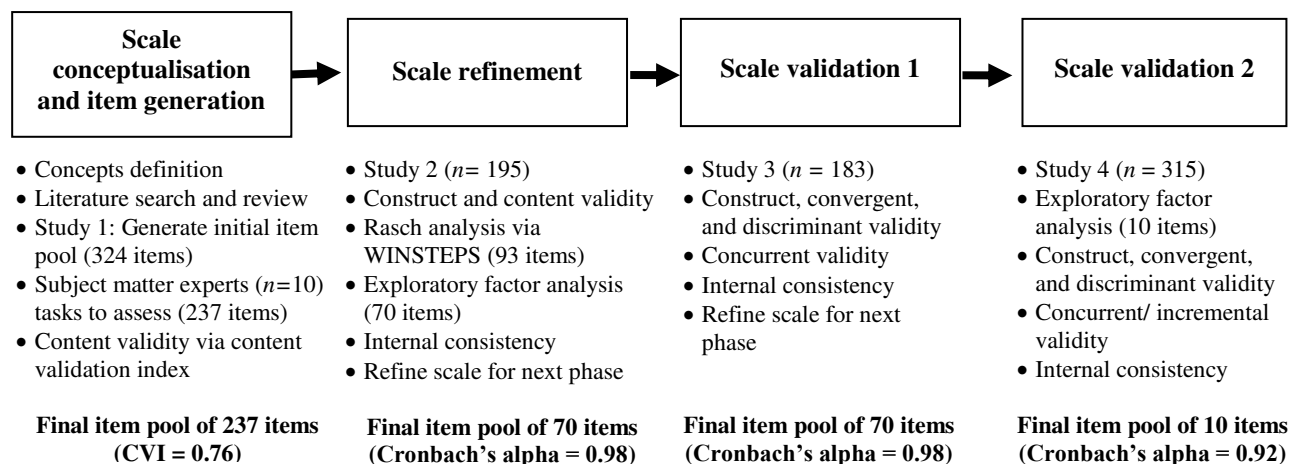 Scale
conceptualisation
and item generation
Scale refinement
Scale validation 1
Scale validation 2
• Concepts definition
• Literature search and review
• Study 1: Generate initial item
pool (324 items)
• Subject matter experts (n=10)
tasks to assess (237 items)
• Content validity via content
validation index
• Study 2 (n= 195)
• Construct and content validity
• Rasch analysis via
WINSTEPS (93 items)
• Exploratory factor analysis
(70 items)
• Internal consistency
• Refine scale for next phase
• Study 3 (n = 183)
• Construct, convergent,
and discriminant validity
• Concurrent validity
• Internal consistency
• Refine scale for next
phase
• Study 4 (n = 315)
• Exploratory factor
analysis (10 items)
• Construct, convergent,
and discriminant validity
• Concurrent/ incremental
validity
• Internal consistency
Final item pool of 237 items
(CVI = 0.76)
Final item pool of 70 items
(Cronbach's alpha = 0.98)
Final item pool of 70 items
(Cronbach's alpha = 0.98)
Final item pool of 10 items
(Cronbach's alpha = 0.92)